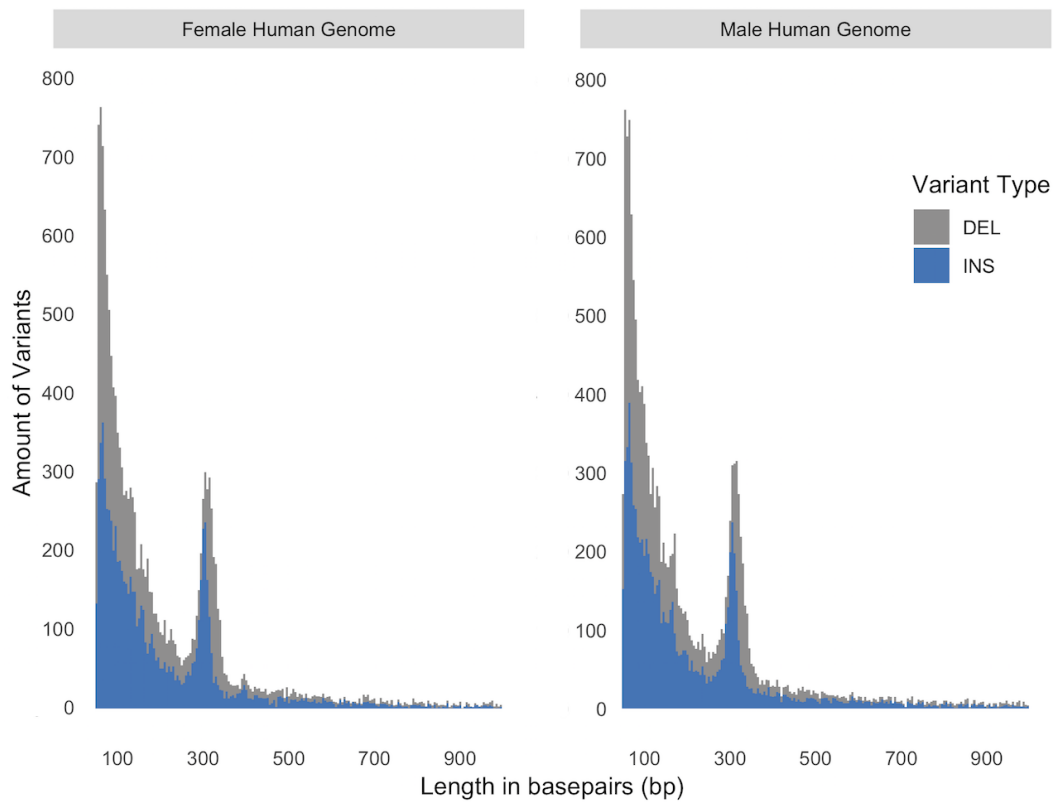 Female Human Genome
Male Human Genome
Amount of Variants
800
700
600
500
400
300
200
100
0
100 300 500 700 900
800
700
600
500
400
300
200
100
0
100 300 500 700 900
Length in basepairs (bp)
Variant Type
DEL
INS